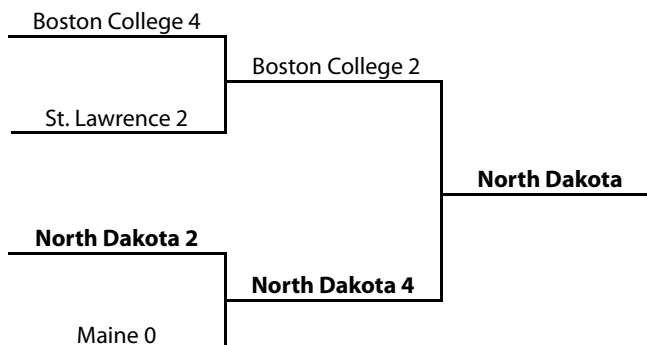 Boston College 4
Boston College 2
St. Lawrence 2
North Dakota
North Dakota 2
North Dakota 4
Maine 0